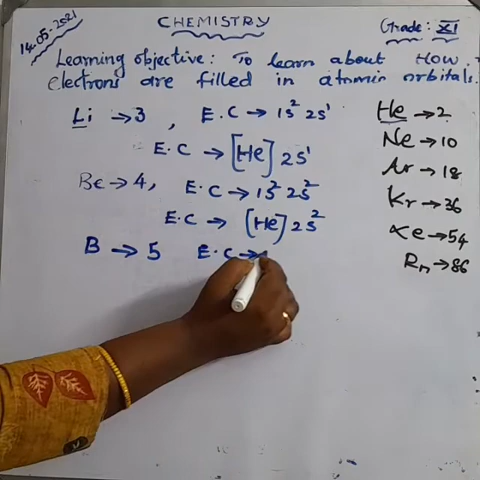 14.05.2021
CHEMISTRY
Grade: XI
Learning objective: To learn about How
electrons are filled in atomic orbitals.
Li → 3, E.C → 1s² 2s¹
E.C → [He] 2s¹
Be → 4, E.C → 1s² 2s²
E.C → [He] 2s²
B → 5 E.C →
He → 2
Ne → 10
Ar → 18
Kr → 36
Xe → 54
Rn → 86